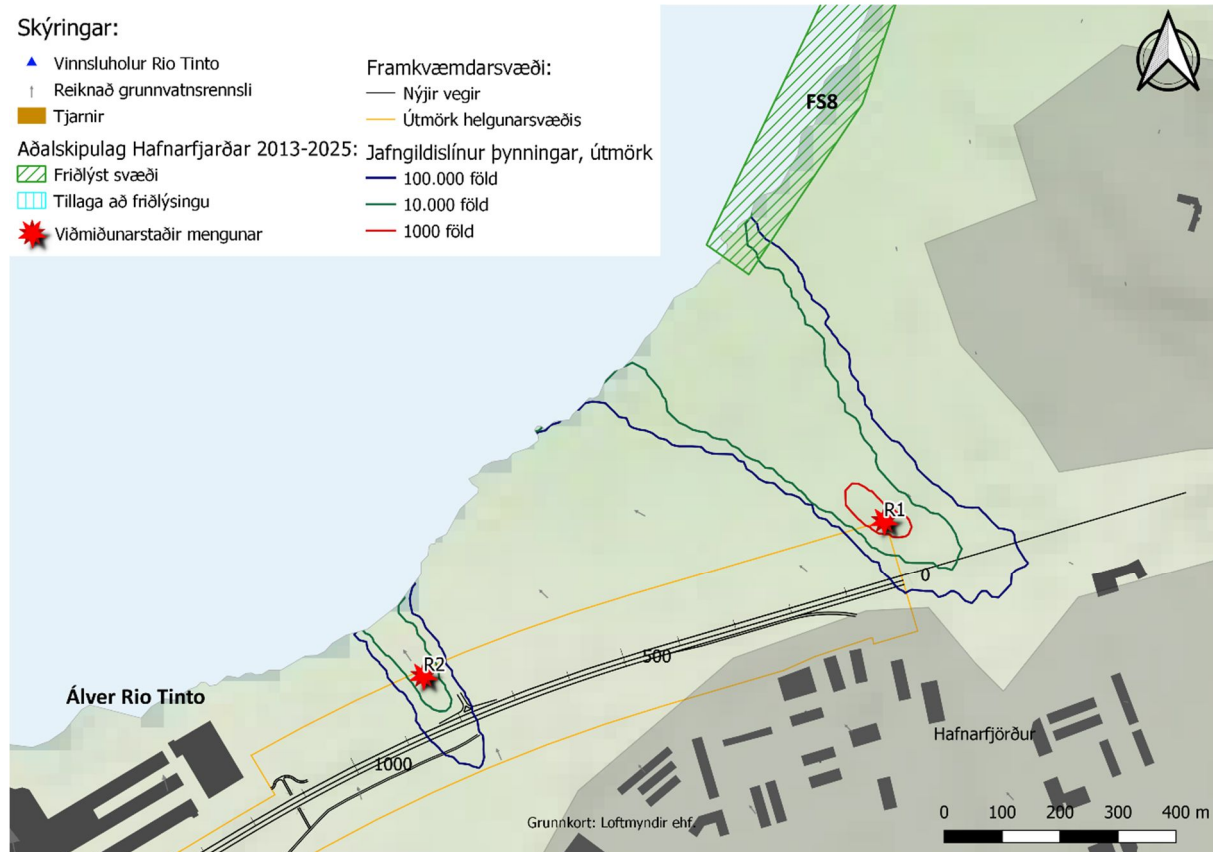 Skýringar:
Vinnsluholur Rio Tinto
Reiknað grunnvatnsrennsli
Tjarnir
Aðalskipulag Hafnarfjarðar 2013-2025:
Friðlýst svæði
Tillaga að friðlýsingu
Viðmiðunarstaðir mengunar
Framkvæmdarsvæði:
Nýjir vegir
Útmörk helgunarsvæðis
Jafngildislínur þynningar, útmörk
100.000 föld
10.000 föld
1000 föld
FS8
R1
0
500
R2
Álver Rio Tinto
1000
Hafnarfjörður
Grunnkort: Loftmyndir ehf.
0 100 200 300 400 m